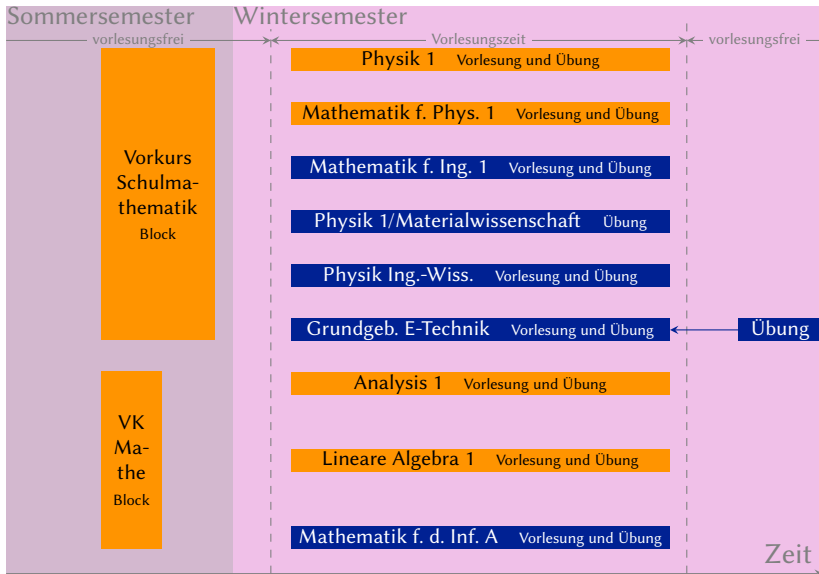 Sommersemester Wintersemester
vorlesungsfrei Vorlesungszeit vorlesungsfrei
Physik 1 Vorlesung und Übung
Mathematik f. Phys. 1 Vorlesung und Übung
Vorkurs
Schulma-
thematik
Block
Mathematik f. Ing. 1 Vorlesung und Übung
Physik 1/Materialwissenschaft Übung
Physik Ing.-Wiss. Vorlesung und Übung
Grundgeb. E-Technik Vorlesung und Übung
Übung
Analysis 1 Vorlesung und Übung
VK
Ma-
the
Block
Lineare Algebra 1 Vorlesung und Übung
Mathematik f. d. Inf. A Vorlesung und Übung
Zeit